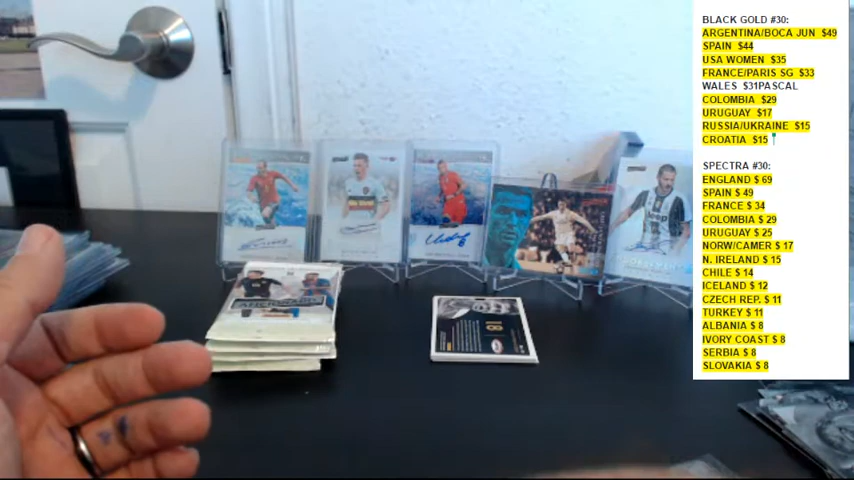 BLACK GOLD #30:
ARGENTINA/BOCA JUN $49
SPAIN $44
USA WOMEN $35
FRANCE/PARIS SG $33
WALES $31PASCAL
COLOMBIA $29
URUGUAY $17
RUSSIA/UKRAINE $15
CROATIA $15
SPECTRA #30:
ENGLAND $ 69
SPAIN $ 49
FRANCE $ 34
COLOMBIA $ 29
URUGUAY $ 25
NORW/CAMER $ 17
N. IRELAND $ 15
CHILE $ 14
ICELAND $ 12
CZECH REP. $ 11
TURKEY $ 11
ALBANIA $ 8
IVORY COAST $ 8
SERBIA $ 8
SLOVAKIA $ 8
Jeep
AFICIONADO
18